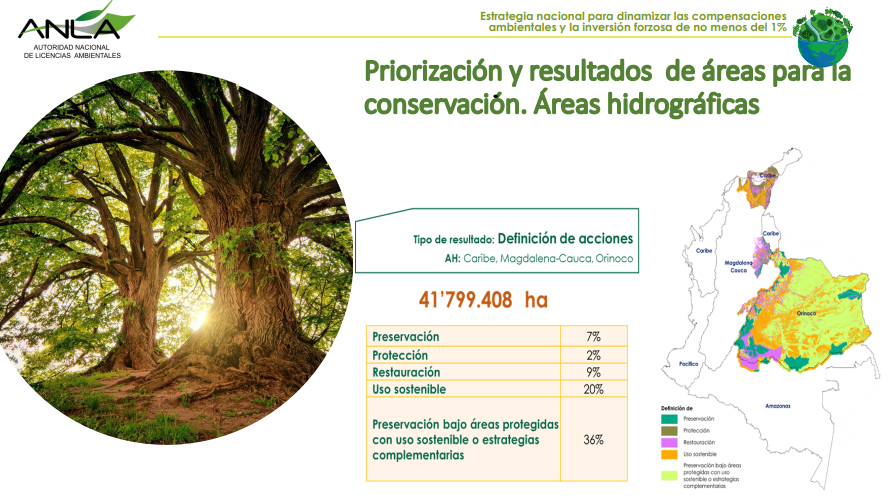 ANLA
AUTORIDAD NACIONAL
DE LICENCIAS AMBIENTALES
Estrategia nacional para dinamizar las compensaciones
ambientales y la inversión forzosa de no menos del 1%
Priorización y resultados de áreas para la
conservación. Áreas hidrográficas
Tipo de resultado: Definición de acciones
AH: Caribe, Magdalena-Cauca, Orinoco
41'799.408 ha
Preservación 7%
Protección 2%
Restauración 9%
Uso sostenible 20%
Preservación bajo áreas protegidas
con uso sostenible o estrategias
complementarias
36%
Caribe
Caribe
Caribe
Magdalena-
Cauca
Orinoco
Pacífico
Amazonas
Definición de
Preservación
Protección
Restauración
Uso sostenible
Preservación bajo áreas
protegidas con uso
sostenible o estrategias
complementarias